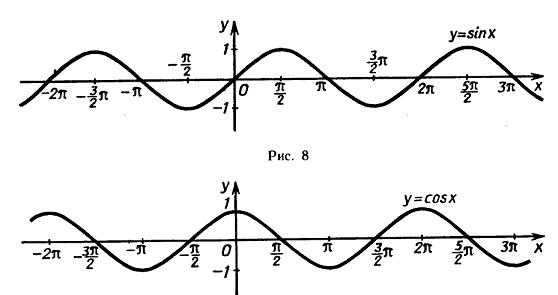 y
y=sinx
1
-π/2
3/2π
-2π
-3/2π
-π
0
π/2
π
2π
5π/2
3π
x
-1
Рис. 8
y
y=cosx
1
-2π
-3π/2
-π
-π/2
0
π/2
π
3/2π
2π
5/2π
3π
x
-1